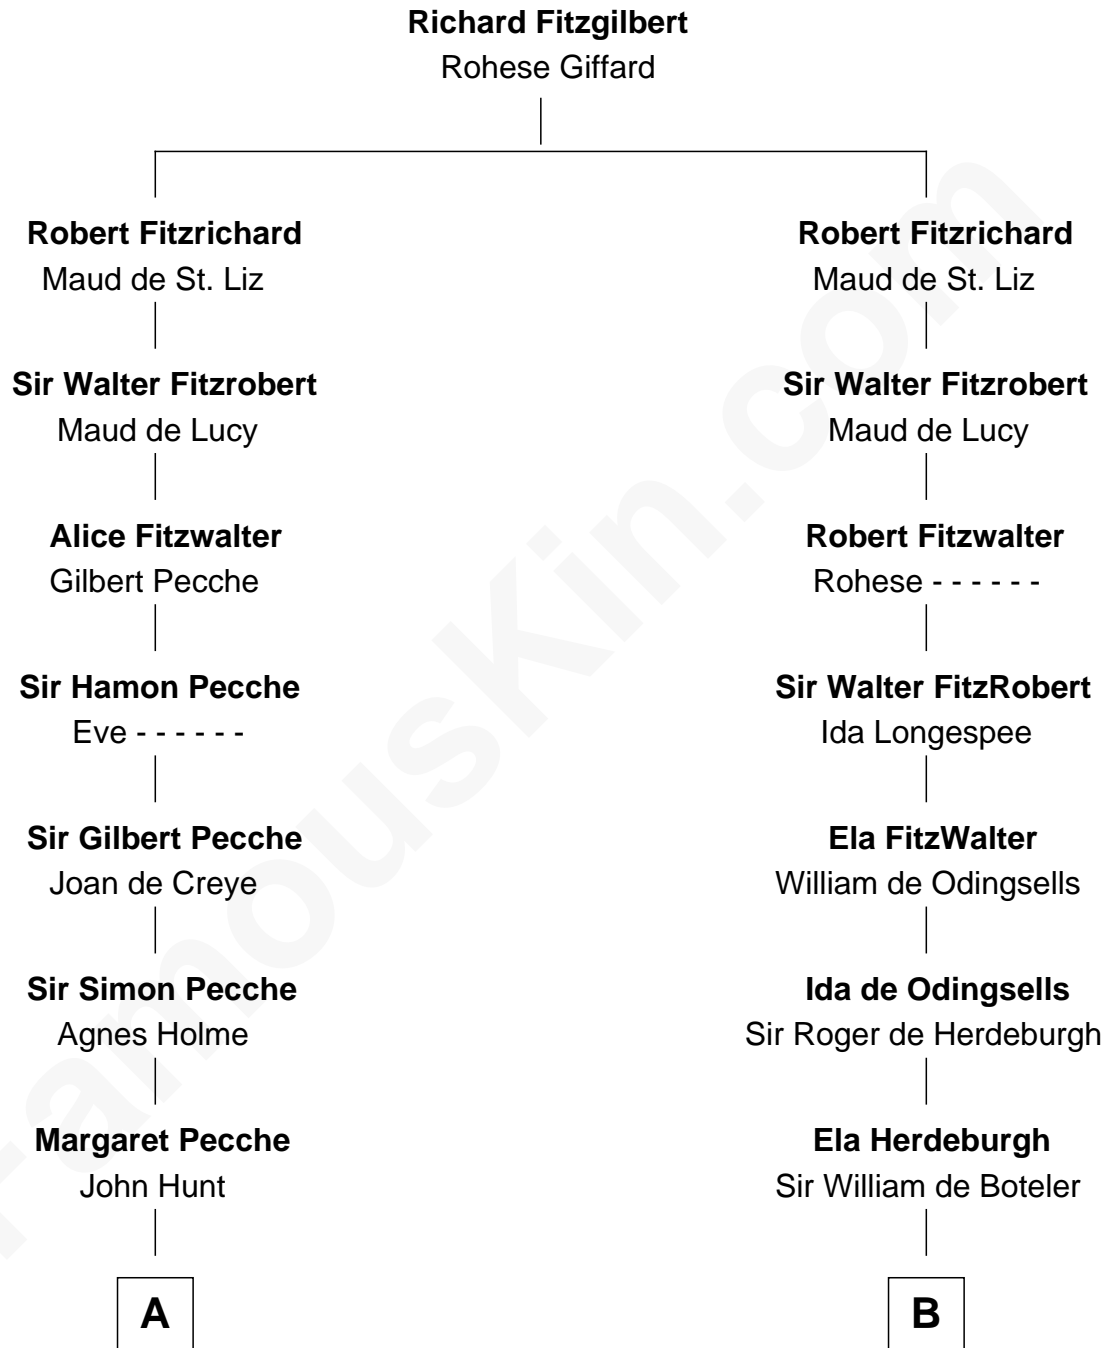 Richard Fitzgilbert
Rohese Giffard
Robert Fitzrichard
Maud de St. Liz
Robert Fitzrichard
Maud de St. Liz
Sir Walter Fitzrobert
Maud de Lucy
Sir Walter Fitzrobert
Maud de Lucy
Alice Fitzwalter
Gilbert Pecche
Robert Fitzwalter
Rohese - - - - - -
Sir Hamon Pecche
Eve - - - - - -
Sir Walter FitzRobert
Ida Longespee
Sir Gilbert Pecche
Joan de Creye
Ela FitzWalter
William de Odingsells
Sir Simon Pecche
Agnes Holme
Ida de Odingsells
Sir Roger de Herdeburgh
Margaret Pecche
John Hunt
Ela Herdeburgh
Sir William de Boteler
A
B
FamousKin.com